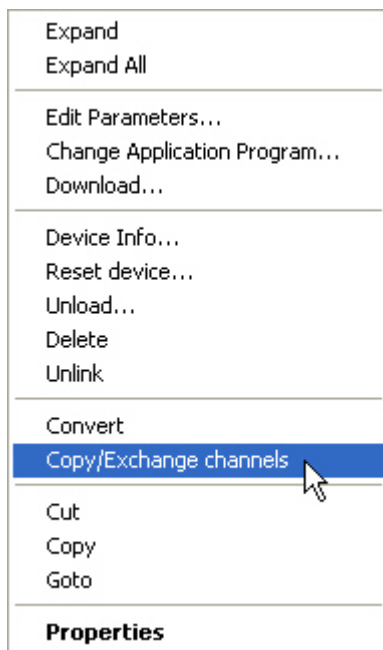 Expand
Expand All
Edit Parameters...
Change Application Program...
Download...
Device Info...
Reset device...
Unload...
Delete
Unlink
Convert
Copy/Exchange channels
Cut
Copy
Goto
Properties